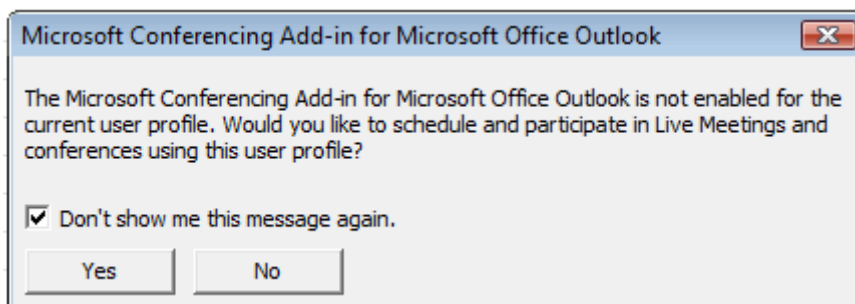 Microsoft Conferencing Add-in for Microsoft Office Outlook
The Microsoft Conferencing Add-in for Microsoft Office Outlook is not enabled for the
current user profile. Would you like to schedule and participate in Live Meetings and
conferences using this user profile?
Don't show me this message again.
Yes No